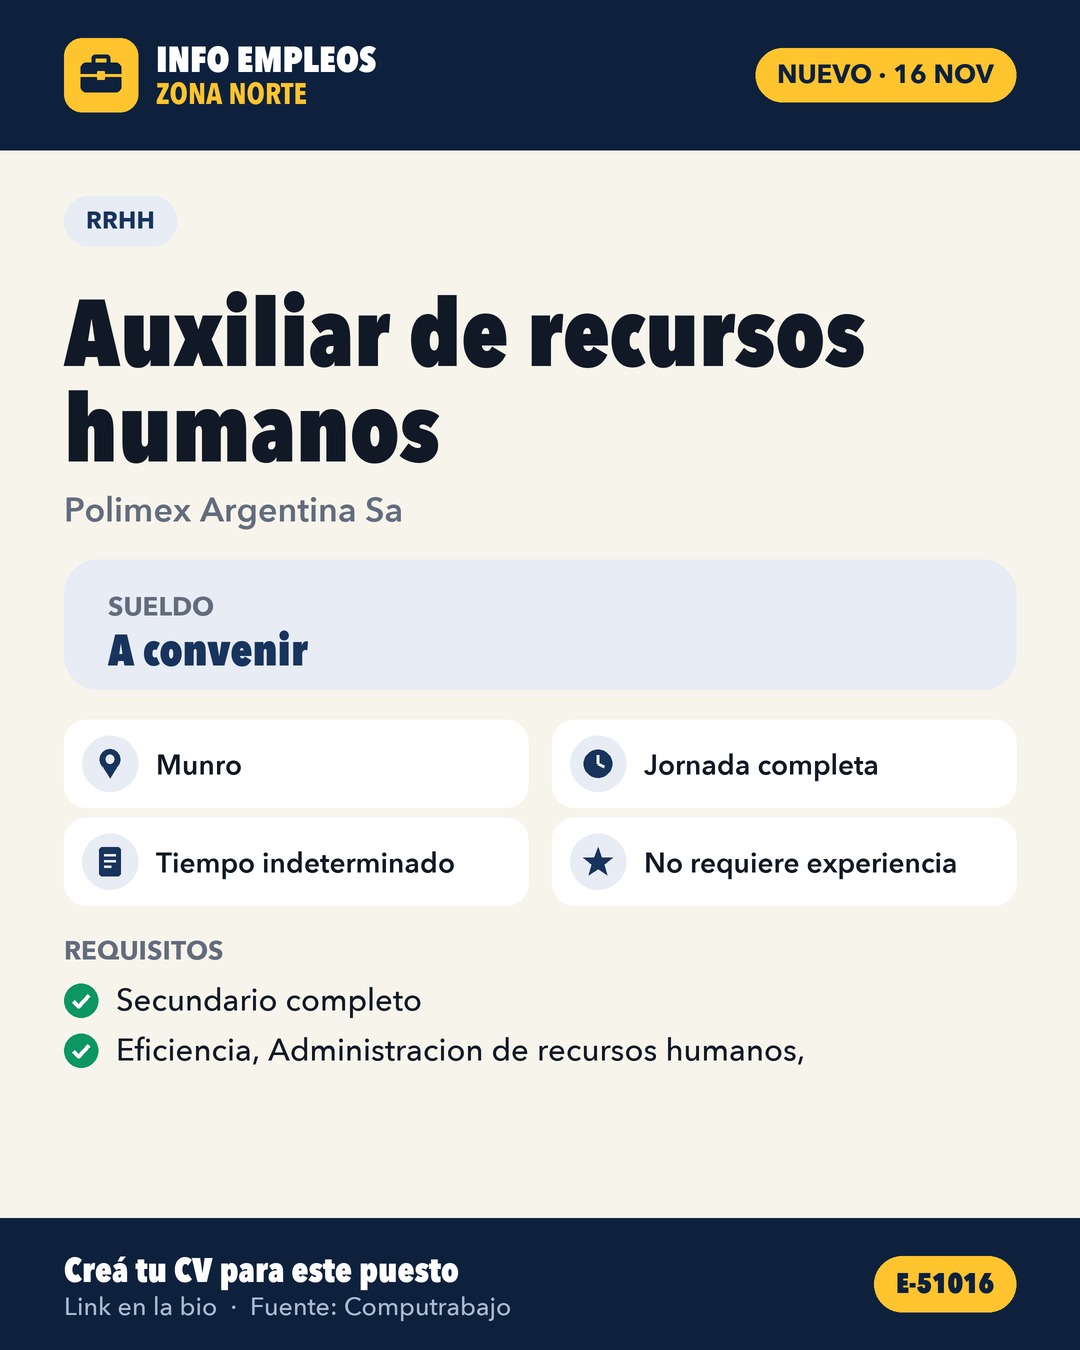 INFO EMPLEOS
ZONA NORTE
NUEVO · 16 NOV
RRHH
Auxiliar de recursos
humanos
Polimex Argentina Sa
SUELDO
A convenir
Munro
Jornada completa
Tiempo indeterminado
No requiere experiencia
REQUISITOS
Secundario completo
Eficiencia, Administracion de recursos humanos,
Creá tu CV para este puesto
Link en la bio · Fuente: Computrabajo
E-51016